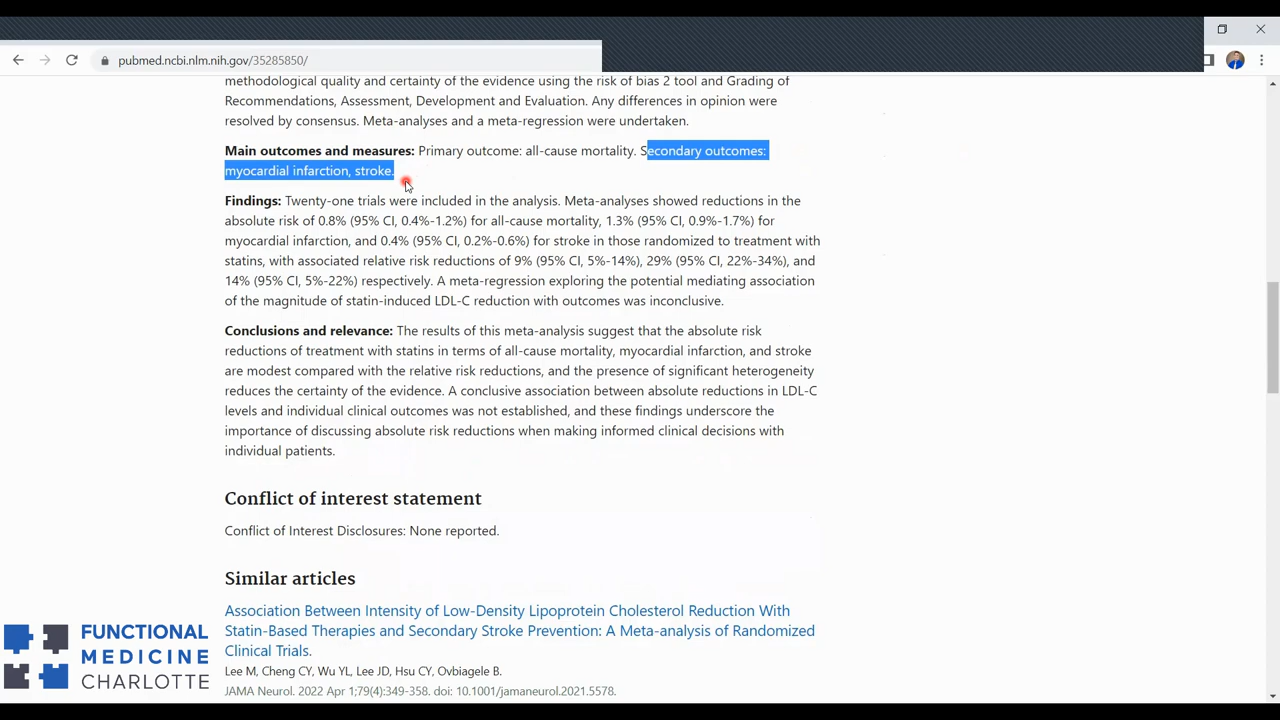 pubmed.ncbi.nlm.nih.gov/35285850/
methodological quality and certainty of the evidence using the risk of bias 2 tool and Grading of
Recommendations, Assessment, Development and Evaluation. Any differences in opinion were
resolved by consensus. Meta-analyses and a meta-regression were undertaken.
Main outcomes and measures: Primary outcome: all-cause mortality. Secondary outcomes:
myocardial infarction, stroke.
Findings: Twenty-one trials were included in the analysis. Meta-analyses showed reductions in the
absolute risk of 0.8% (95% CI, 0.4%-1.2%) for all-cause mortality, 1.3% (95% CI, 0.9%-1.7%) for
myocardial infarction, and 0.4% (95% CI, 0.2%-0.6%) for stroke in those randomized to treatment with
statins, with associated relative risk reductions of 9% (95% CI, 5%-14%), 29% (95% CI, 22%-34%), and
14% (95% CI, 5%-22%) respectively. A meta-regression exploring the potential mediating association
of the magnitude of statin-induced LDL-C reduction with outcomes was inconclusive.
Conclusions and relevance: The results of this meta-analysis suggest that the absolute risk
reductions of treatment with statins in terms of all-cause mortality, myocardial infarction, and stroke
are modest compared with the relative risk reductions, and the presence of significant heterogeneity
reduces the certainty of the evidence. A conclusive association between absolute reductions in LDL-C
levels and individual clinical outcomes was not established, and these findings underscore the
importance of discussing absolute risk reductions when making informed clinical decisions with
individual patients.
Conflict of interest statement
Conflict of Interest Disclosures: None reported.
Similar articles
Association Between Intensity of Low-Density Lipoprotein Cholesterol Reduction With
Statin-Based Therapies and Secondary Stroke Prevention: A Meta-analysis of Randomized
Clinical Trials.
Lee M, Cheng CY, Wu YL, Lee JD, Hsu CY, Ovbiagele B.
JAMA Neurol. 2022 Apr 1;79(4):349-358. doi: 10.1001/jamaneurol.2021.5578.
FUNCTIONAL
MEDICINE
CHARLOTTE